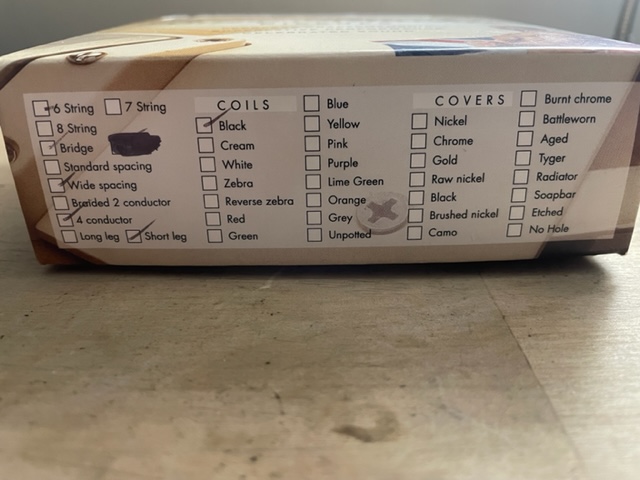 6 String 7 String
8 String
Bridge
Standard spacing
Wide spacing
Braided 2 conductor
4 conductor
Long leg Short leg
COILS
Black
Cream
White
Zebra
Reverse zebra
Red
Green
Blue
Yellow
Pink
Purple
Lime Green
Orange
Grey
Unpotted
COVERS
Nickel
Chrome
Gold
Raw nickel
Black
Brushed nickel
Camo
Burnt chrome
Battleworn
Aged
Tyger
Radiator
Soapbar
Etched
No Hole